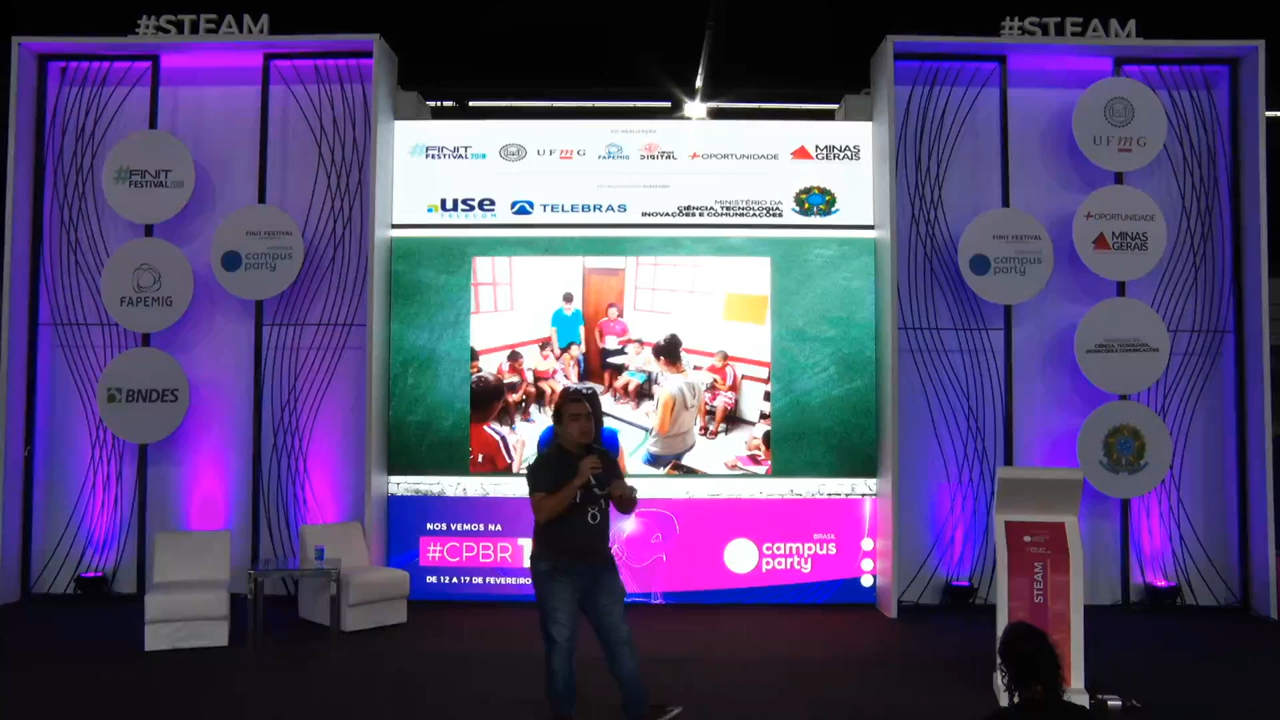 #STEAM
#STEAM
#FINIT
FESTIVAL 2018
UFMG
FAPEMIG
MINAS
DIGITAL
+OPORTUNIDADE
MINAS
GERAIS
use
TELECOM
TELEBRAS
MINISTÉRIO DA
CIÊNCIA, TECNOLOGIA,
INOVAÇÕES E COMUNICAÇÕES
#FINIT
FESTIVAL 2018
FINIT FESTIVAL
campus
party
FAPEMIG
BNDES
UFMG
+OPORTUNIDADE
MINAS
GERAIS
FINIT FESTIVAL
campus
party
CIÊNCIA, TECNOLOGIA,
INOVAÇÕES E COMUNICAÇÕES
NOS VEMOS NA
#CPBR1
DE 12 A 17 DE FEVEREIRO
BRASIL
campus
party
STEAM